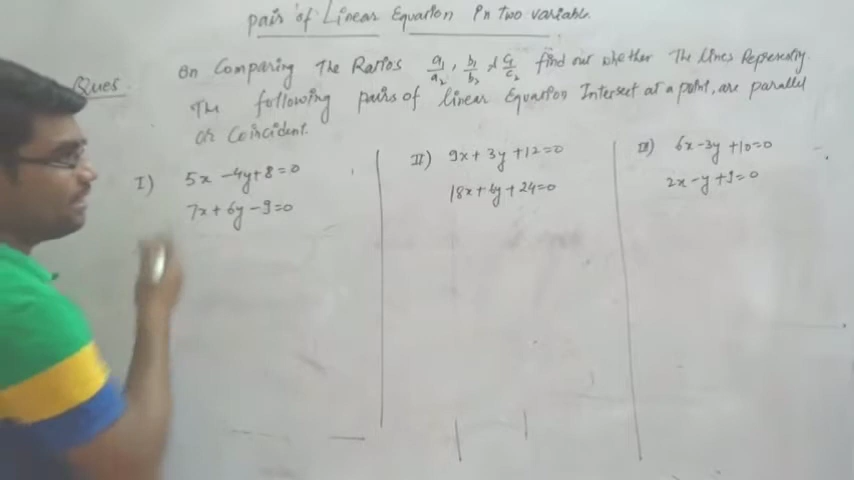 Pair of Linear Equation In two variable.
Ques On Comparing The Ratios a1/a2, b1/b2 & c1/c2 find out whether The lines Representing
The following pairs of linear Equation Intersect at a point, are parallel
or Coincident.
I) 5x - 4y + 8 = 0
7x + 6y - 9 = 0
II) 9x + 3y + 12 = 0
18x + 6y + 24 = 0
III) 6x - 3y + 10 = 0
2x - y + 9 = 0